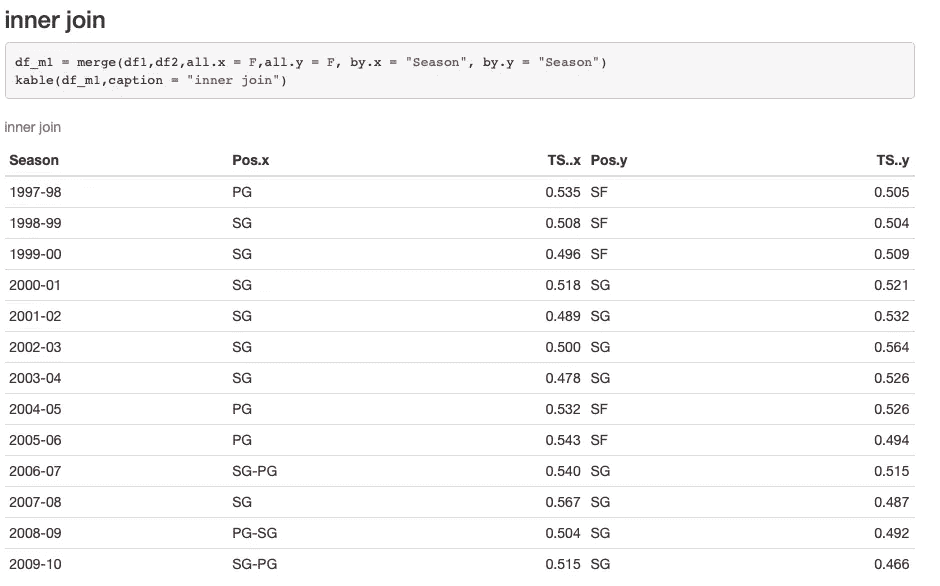 inner join
df_m1 = merge(df1,df2,all.x = F,all.y = F, by.x = "Season", by.y = "Season")
kable(df_m1,caption = "inner join")
inner join
Season Pos.x TS..x Pos.y TS..y
1997-98 PG 0.535 SF 0.505
1998-99 SG 0.508 SF 0.504
1999-00 SG 0.496 SF 0.509
2000-01 SG 0.518 SG 0.521
2001-02 SG 0.489 SG 0.532
2002-03 SG 0.500 SG 0.564
2003-04 SG 0.478 SG 0.526
2004-05 PG 0.532 SF 0.526
2005-06 PG 0.543 SF 0.494
2006-07 SG-PG 0.540 SG 0.515
2007-08 SG 0.567 SG 0.487
2008-09 PG-SG 0.504 SG 0.492
2009-10 SG-PG 0.515 SG 0.466